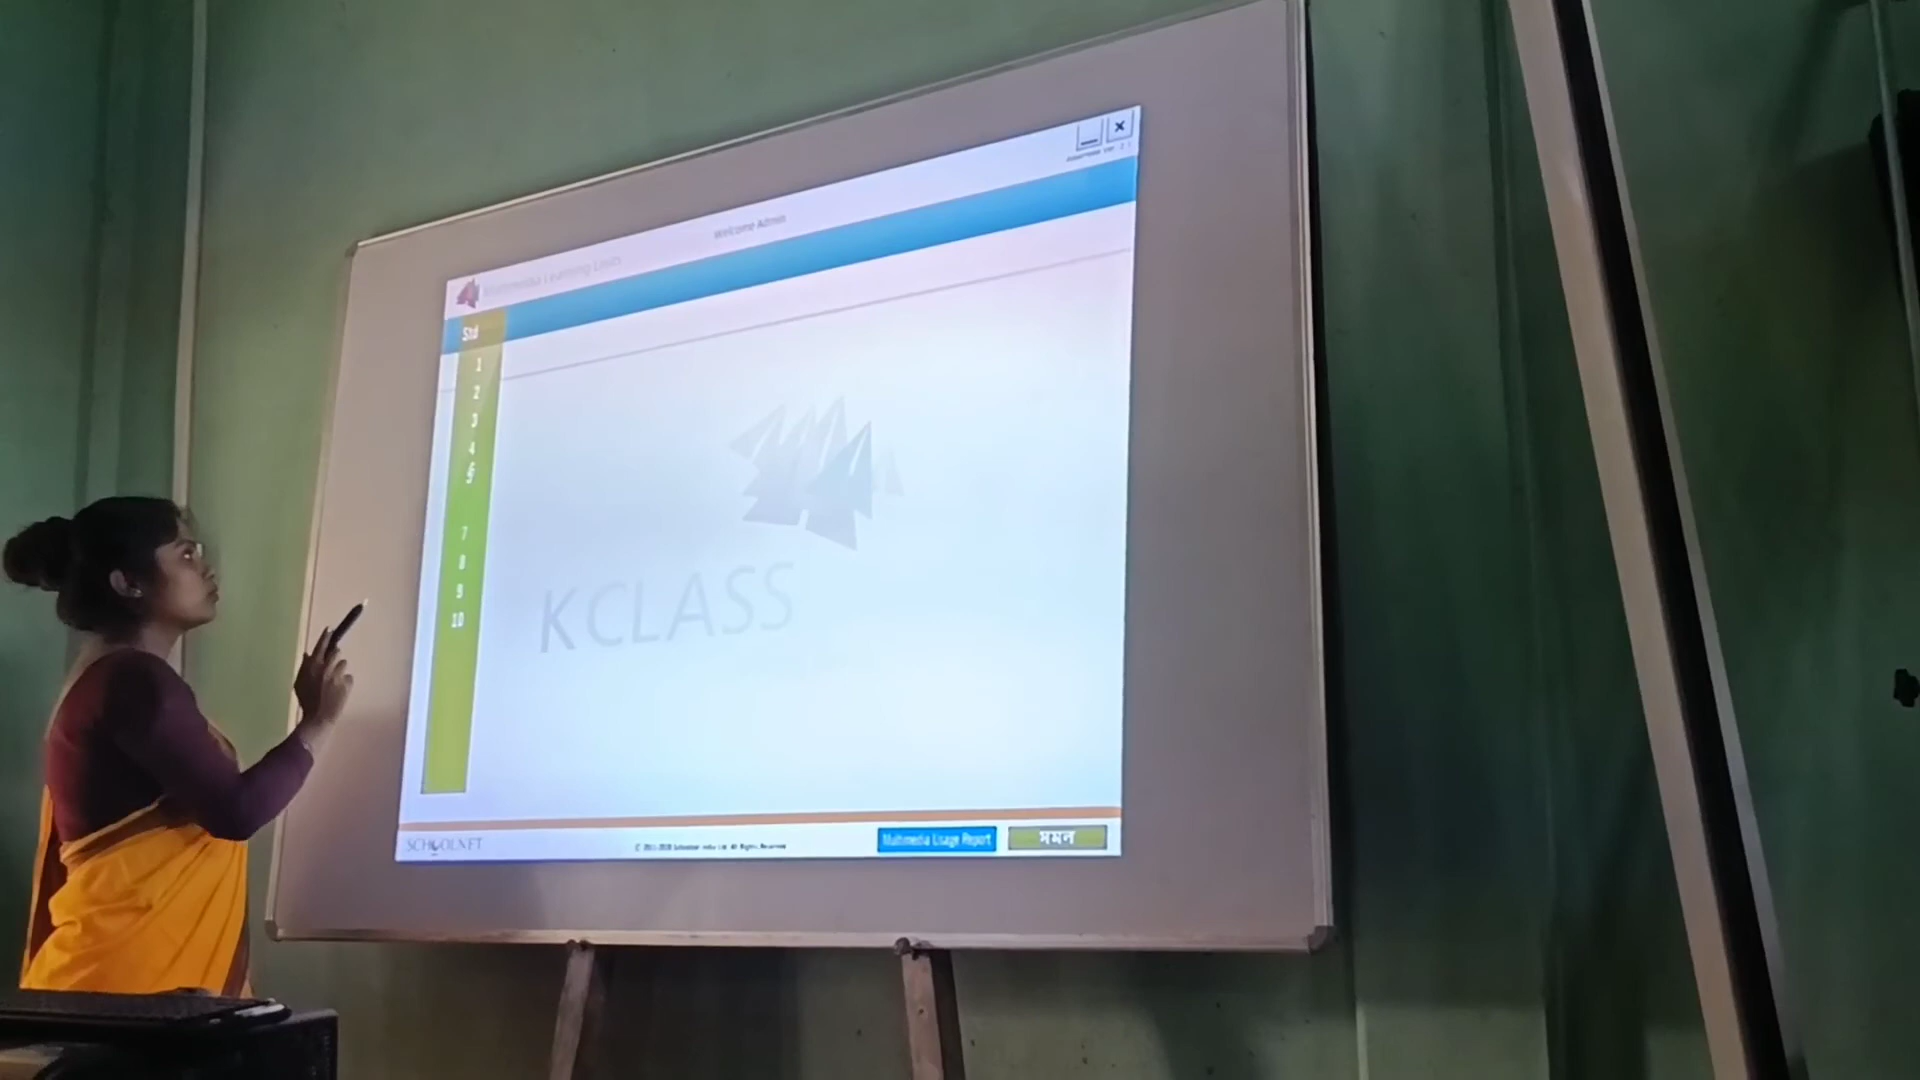 Welcome Admin
Multimedia Learning Units
Std
1
2
3
4
5
7
8
9
10
KCLASS
SCHOOLNET
Multimedia Usage Report
সমল